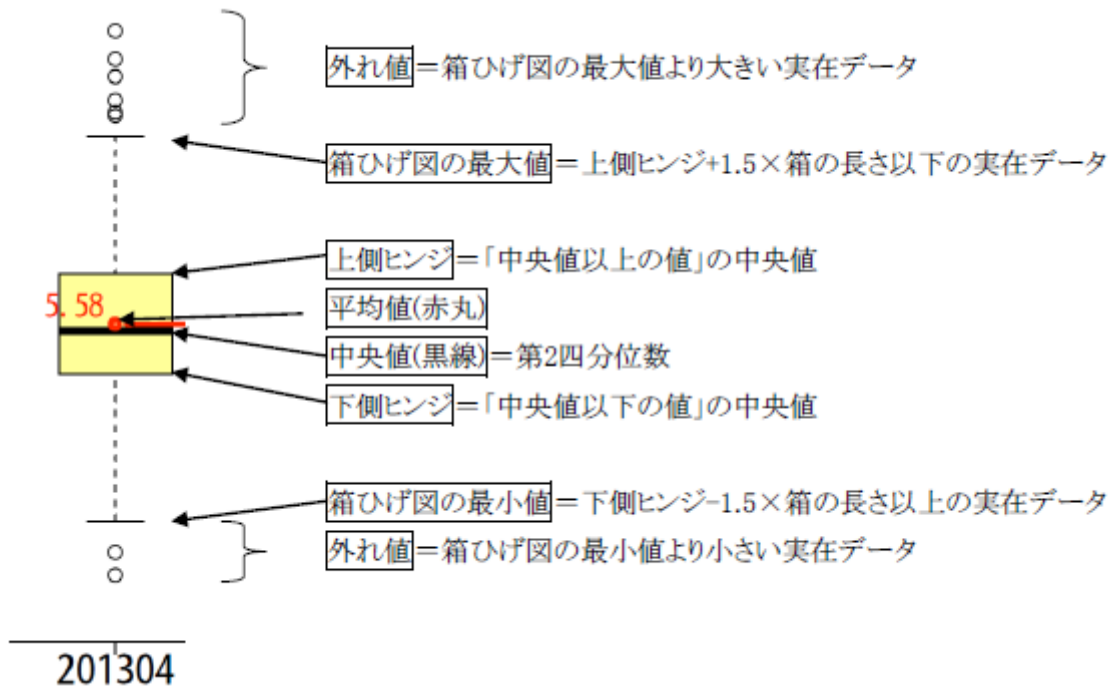 外れ値＝箱ひげ図の最大値より大きい実在データ
箱ひげ図の最大値＝上側ヒンジ+1.5×箱の長さ以下の実在データ
上側ヒンジ＝「中央値以上の値」の中央値
5.58
平均値(赤丸)
中央値(黒線)＝第2四分位数
下側ヒンジ＝「中央値以下の値」の中央値
箱ひげ図の最小値＝下側ヒンジ-1.5×箱の長さ以上の実在データ
外れ値＝箱ひげ図の最小値より小さい実在データ
201304